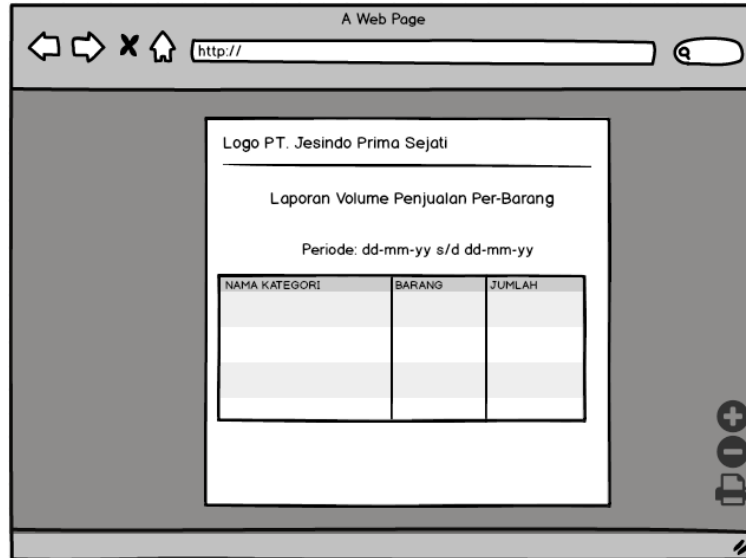 A Web Page
http://
Logo PT. Jesindo Prima Sejati
Laporan Volume Penjualan Per-Barang
Periode: dd-mm-yy s/d dd-mm-yy
NAMA KATEGORI BARANG JUMLAH